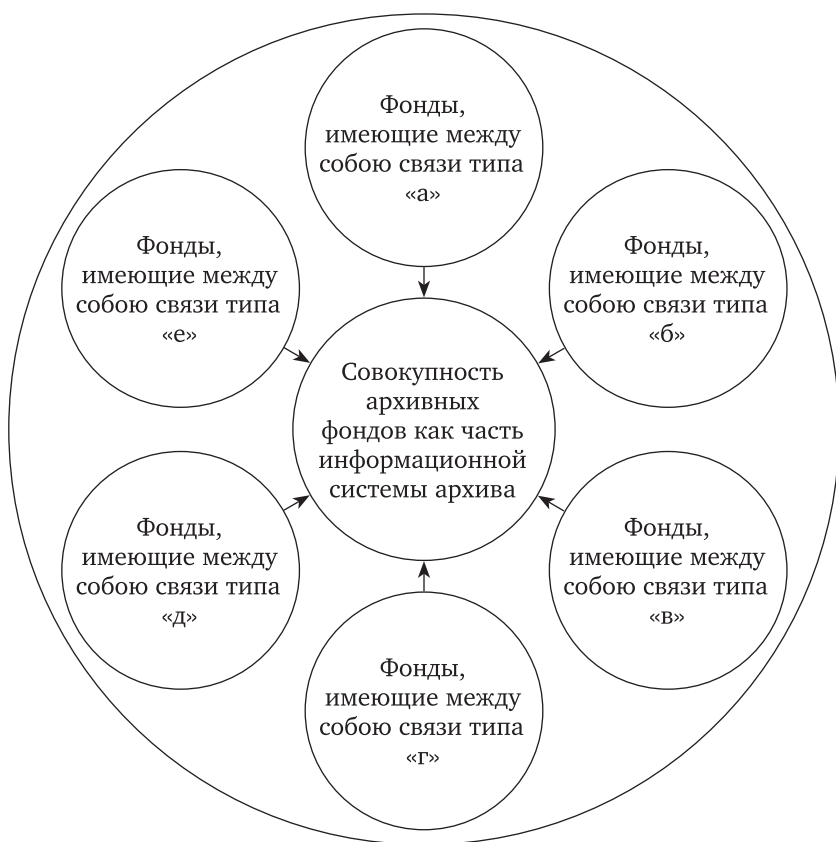 Фонды,
имеющие между
собою связи типа
«а»
Фонды,
имеющие между
собою связи типа
«е»
Фонды,
имеющие между
собою связи типа
«б»
Совокупность
архивных
фондов как часть
информационной
системы архива
Фонды,
имеющие между
собою связи типа
«д»
Фонды,
имеющие между
собою связи типа
«в»
Фонды,
имеющие между
собою связи типа
«г»